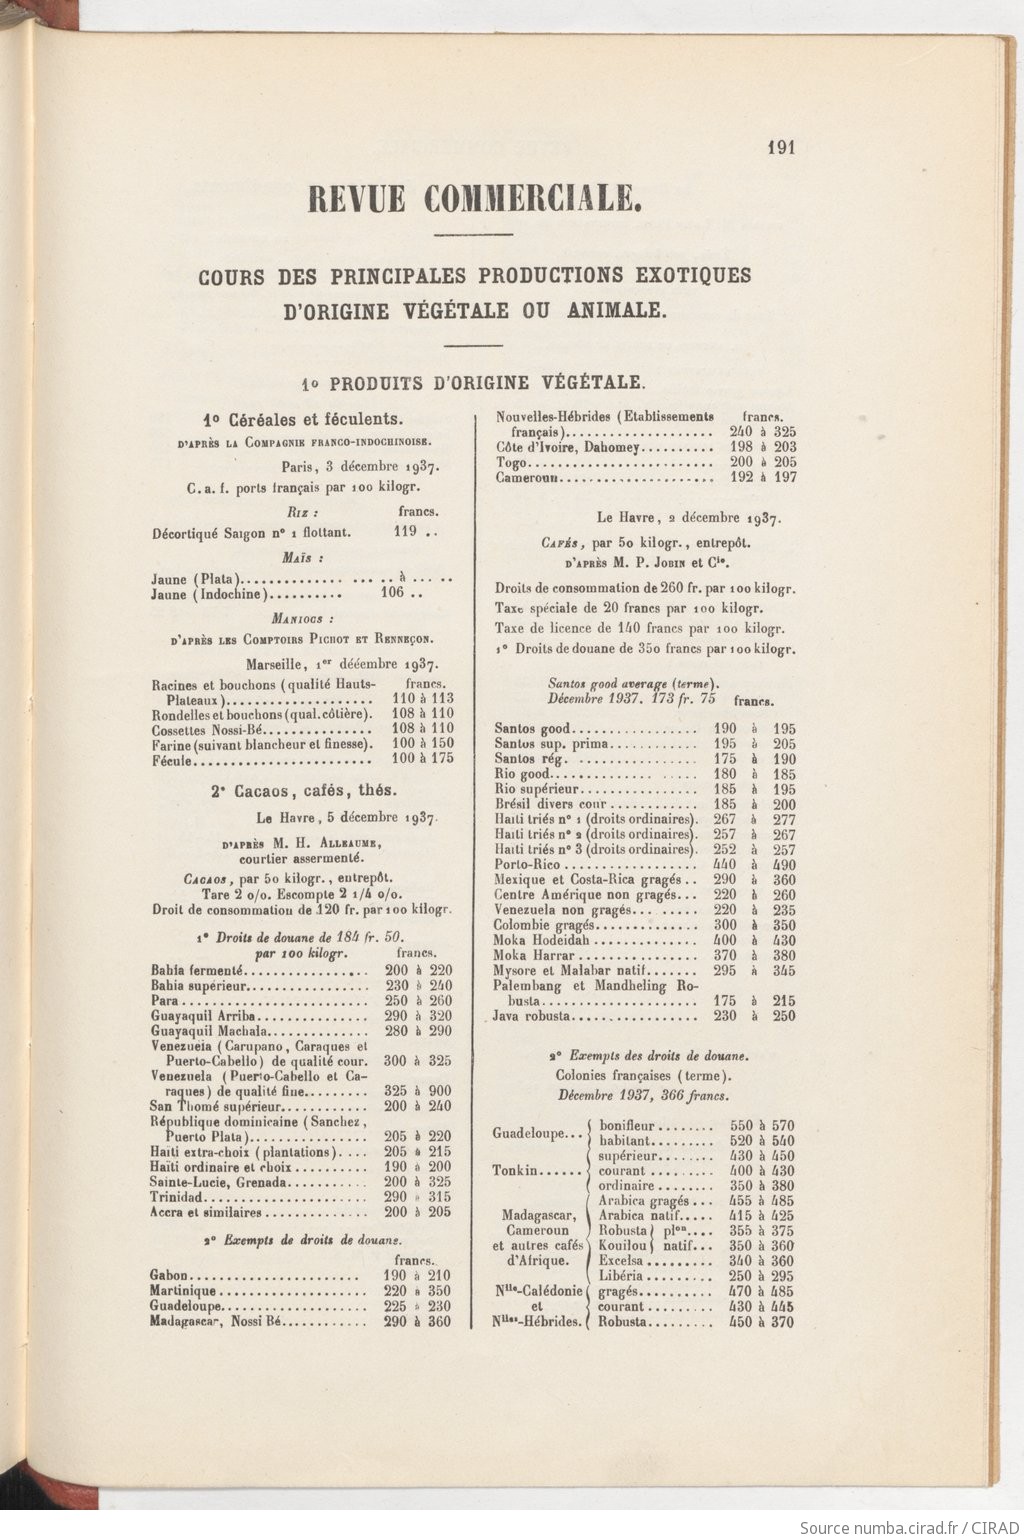 191
REVUE COMMERCIALE.
COURS DES PRINCIPALES PRODUCTIONS EXOTIQUES
D'ORIGINE VÉGÉTALE OU ANIMALE.
1º PRODUITS D'ORIGINE VÉGÉTALE.
1º Céréales et féculents.
D'APRÈS LA COMPAGNIE FRANCO-INDOCHINOISE.
Paris, 3 décembre 1937.
C. a. f. ports français par 100 kilogr.
RIZ : francs.
Décortiqué Saigon nº 1 flottant. 119 ..
MAÏS :
Jaune (Plata)............... ... .. à ... ..
Jaune (Indochine).......... 106 ..
MANIOCS :
D'APRÈS LES COMPTOIRS PICHOT ET RENNEÇON.
Marseille, 1er décembre 1937.
Racines et bouchons (qualité Hauts- francs.
Plateaux).................... 110 à 113
Rondelles et bouchons (qual. côtière). 108 à 110
Cossettes Nossi-Bé............... 108 à 110
Farine (suivant blancheur et finesse). 100 à 150
Fécule........................ 100 à 175
2º Cacaos, cafés, thés.
Le Havre, 5 décembre 1937.
D'APRÈS M. H. ALLEAUME,
courtier assermenté.
CACAOS, par 50 kilogr., entrepôt.
Tare 2 o/o. Escompte 2 1/4 o/o.
Droit de consommation de 120 fr. par 100 kilogr.
1º Droits de douane de 184 fr. 50.
par 100 kilogr. francs.
Bahia fermenté................. 200 à 220
Bahia supérieur................ 230 à 240
Para......................... 250 à 260
Guayaquil Arriba............... 290 à 320
Guayaquil Machala............. 280 à 290
Venezuela (Carupano, Caraques et
Puerto-Cabello) de qualité cour. 300 à 325
Venezuela (Puerto-Cabello et Ca-
raques) de qualité fine......... 325 à 900
San Thomé supérieur............ 200 à 240
République dominicaine (Sanchez,
Puerto Plata)................ 205 à 220
Haïti extra-choix (plantations).... 205 à 215
Haïti ordinaire et choix.......... 190 à 200
Sainte-Lucie, Grenada........... 200 à 325
Trinidad...................... 290 à 315
Accra et similaires.............. 200 à 205
2º Exempts de droits de douane.
francs.
Gabon....................... 190 à 210
Martinique.................... 220 à 350
Guadeloupe................... 225 à 230
Madagascar, Nossi Bé............ 290 à 360
Nouvelles-Hébrides (Etablissements francs.
français).................... 240 à 325
Côte d'Ivoire, Dahomey.......... 198 à 203
Togo......................... 200 à 205
Cameroun..................... 192 à 197
Le Havre, 2 décembre 1937.
CAFÉS, par 50 kilogr., entrepôt.
D'APRÈS M. P. JOBIN et Cie.
Droits de consommation de 260 fr. par 100 kilogr.
Taxe spéciale de 20 francs par 100 kilogr.
Taxe de licence de 140 francs par 100 kilogr.
1º Droits de douane de 350 francs par 100 kilogr.
Santos good average (terme).
Décembre 1937. 173 fr. 75 francs.
Santos good................. 190 à 195
Santos sup. prima............ 195 à 205
Santos rég. ................ 175 à 190
Rio good.................... 180 à 185
Rio supérieur................ 185 à 195
Brésil divers cour............ 185 à 200
Haïti triés nº 1 (droits ordinaires). 267 à 277
Haïti triés nº 2 (droits ordinaires). 257 à 267
Haïti triés nº 3 (droits ordinaires). 252 à 257
Porto-Rico.................. 440 à 490
Mexique et Costa-Rica gragés.. 290 à 360
Centre Amérique non gragés... 220 à 260
Venezuela non gragés......... 220 à 235
Colombie gragés.............. 300 à 350
Moka Hodeidah.............. 400 à 430
Moka Harrar................ 370 à 380
Mysore et Malabar natif....... 295 à 345
Palembang et Mandheling Ro-
busta..................... 175 à 215
Java robusta................. 230 à 250
2º Exempts des droits de douane.
Colonies françaises (terme).
Décembre 1937, 366 francs.
Guadeloupe... bonifieur........ 550 à 570
habitant......... 520 à 540
Tonkin...... supérieur........ 430 à 450
courant......... 400 à 430
ordinaire........ 350 à 380
Madagascar, Cameroun et autres cafés d'Afrique. Arabica gragés... 455 à 485
Arabica natif..... 415 à 425
Robusta plon.... 355 à 375
Kouilou natif... 350 à 360
Excelsa......... 340 à 360
Libéria......... 250 à 295
Nlle-Calédonie et Nlles-Hébrides. gragés.......... 470 à 485
courant......... 430 à 445
Robusta......... 450 à 370
Source numba.cirad.fr / CIRAD